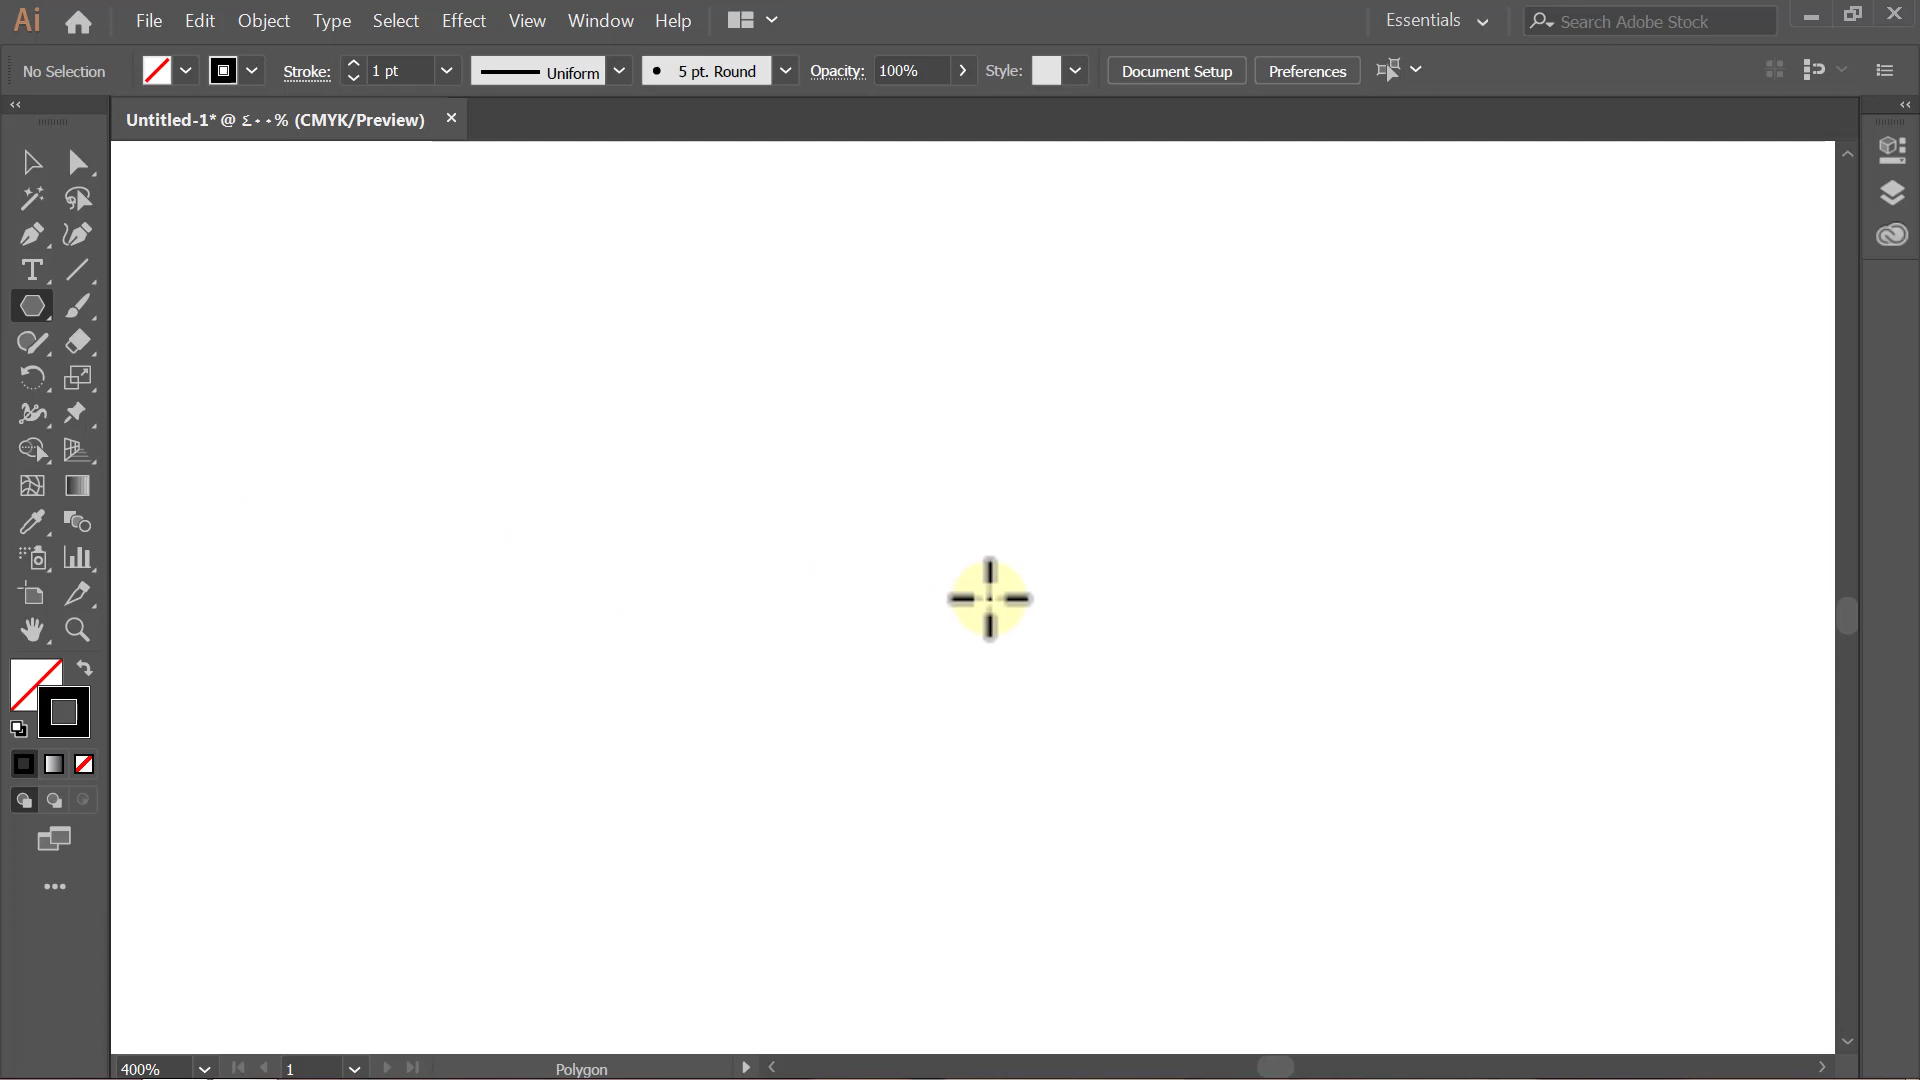 Ai File Edit Object Type Select Effect View Window Help Essentials Search Adobe Stock
No Selection Stroke: 1 pt Uniform 5 pt. Round Opacity: 100% Style: Document Setup Preferences
Untitled-1* @ ٤٠٠% (CMYK/Preview)
400% 1 Polygon